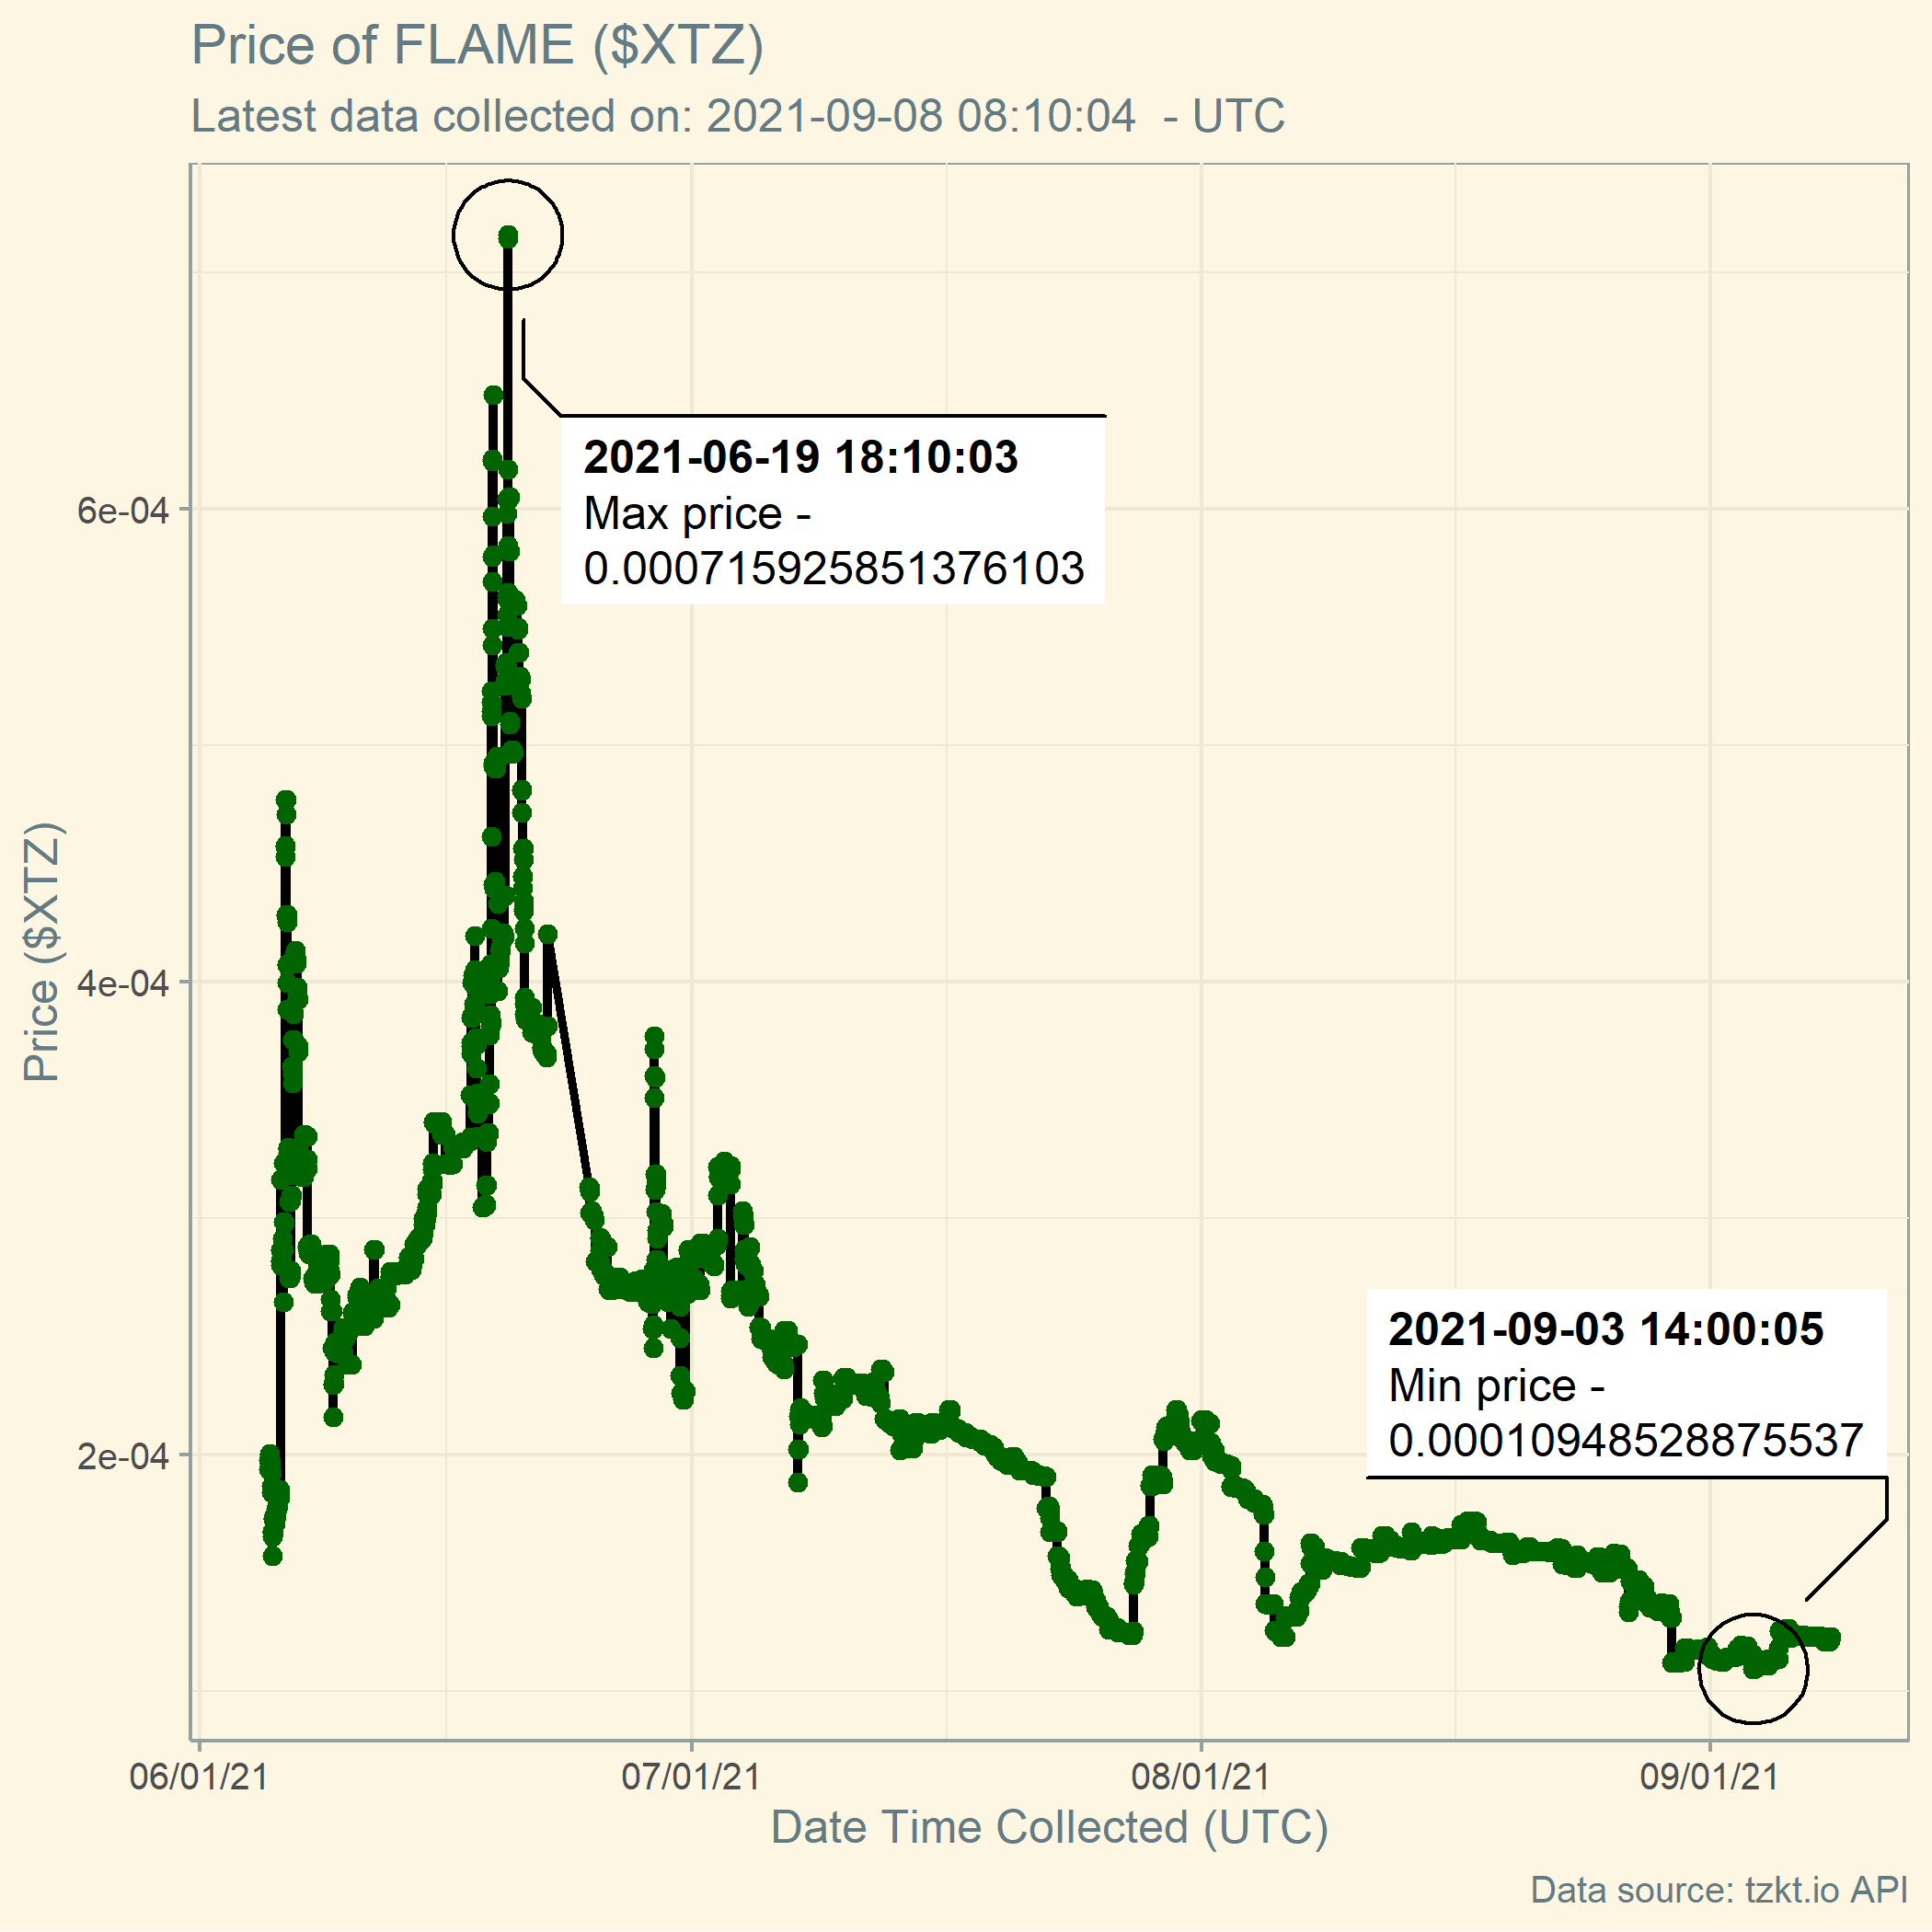 Price of FLAME ($XTZ)
Latest data collected on: 2021-09-08 08:10:04  - UTC
2021-06-19 18:10:03
Max price -
0.000715925851376103
6e-04
4e-04
2e-04
Price ($XTZ)
2021-09-03 14:00:05
Min price -
0.00010948528875537
06/01/21
07/01/21
08/01/21
09/01/21
Date Time Collected (UTC)
Data source: tzkt.io API